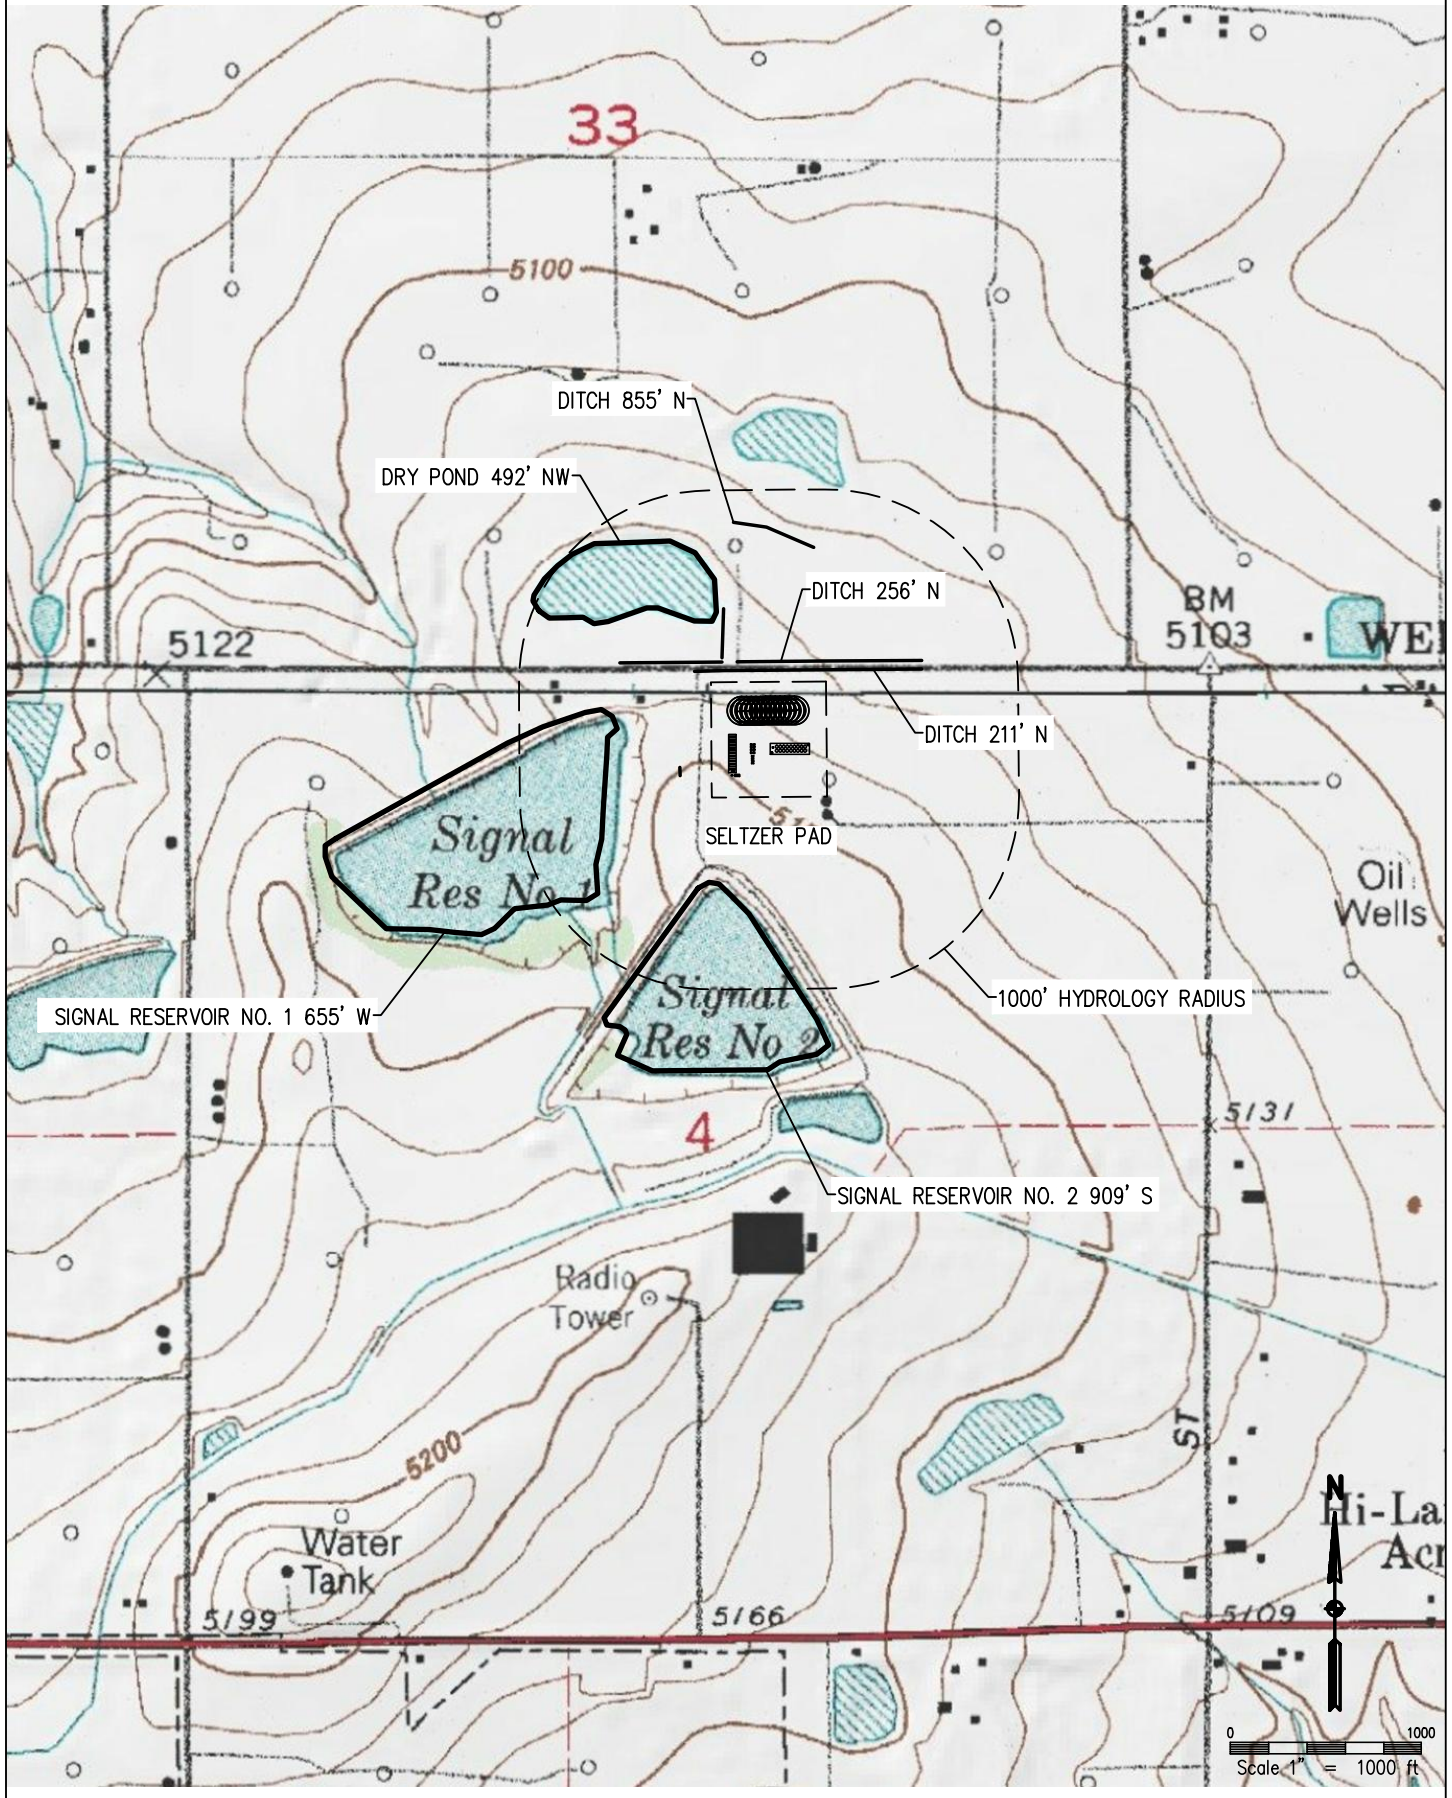 33
5100
DITCH 855' N
DRY POND 492' NW
DITCH 256' N
BM
5103
WE
5122
DITCH 211' N
Signal
Res No 1
SELTZER PAD
Oil
Wells
SIGNAL RESERVOIR NO. 1 655' W
Signal
Res No 2
1000' HYDROLOGY RADIUS
4
5131
SIGNAL RESERVOIR NO. 2 909' S
Radio
Tower
5200
ST
N
Hi-La
Acr
Water
Tank
5199
5166
5109
0 1000
Scale 1" = 1000 ft